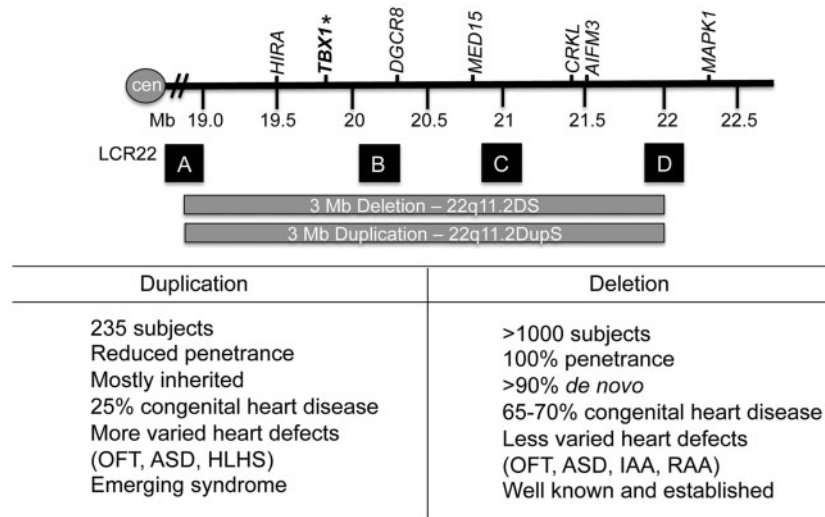 HIRA
TBX1*
DGCR8
MED15
CRKL
AIFM3
MAPK1
cen
Mb 19.0 19.5 20 20.5 21 21.5 22 22.5
LCR22 A B C D
3 Mb Deletion – 22q11.2DS
3 Mb Duplication – 22q11.2DupS
Duplication
235 subjects
Reduced penetrance
Mostly inherited
25% congenital heart disease
More varied heart defects
(OFT, ASD, HLHS)
Emerging syndrome
Deletion
>1000 subjects
100% penetrance
>90% de novo
65-70% congenital heart disease
Less varied heart defects
(OFT, ASD, IAA, RAA)
Well known and established